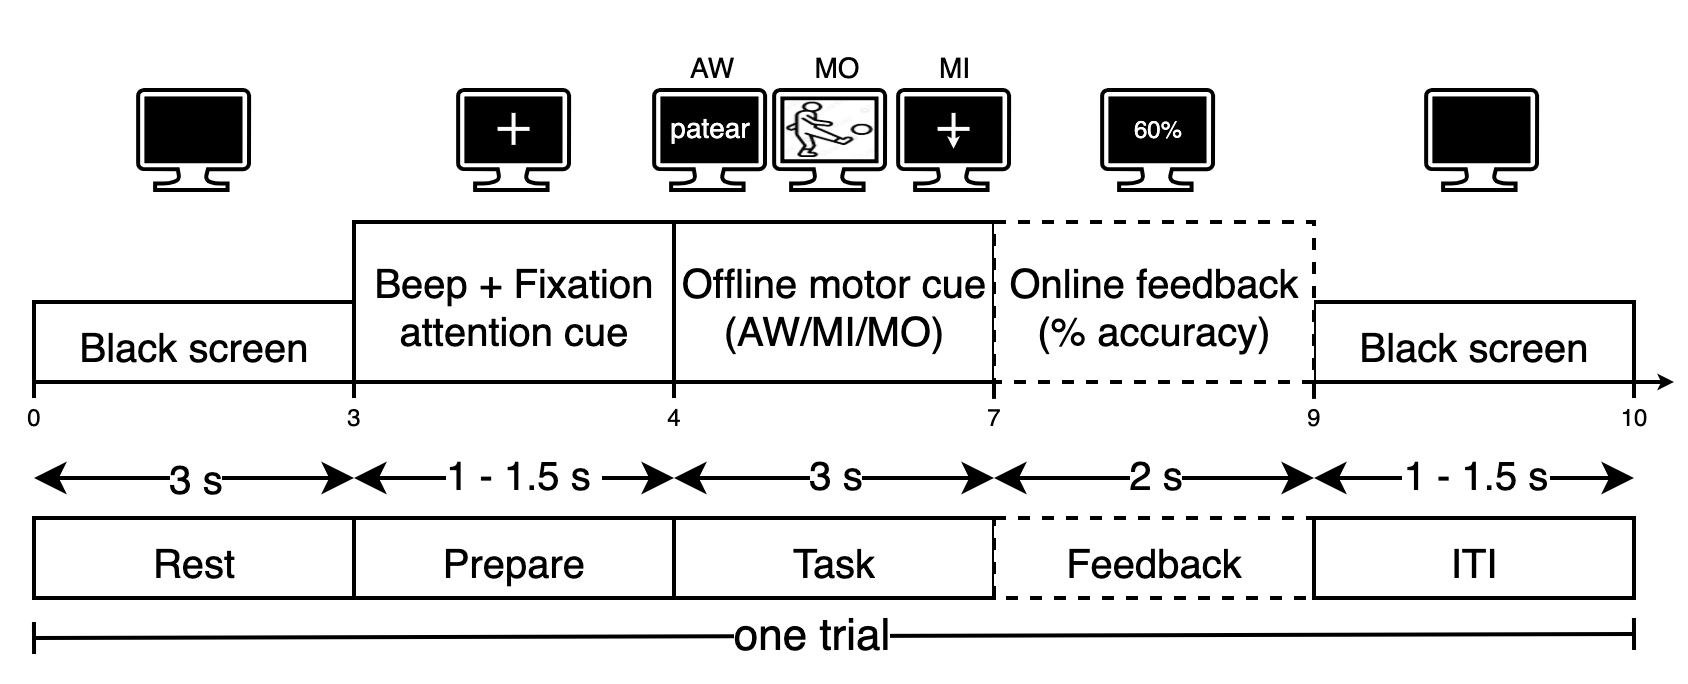 AW MO MI
patear
60%
Beep + Fixation
attention cue
Offline motor cue
(AW/MI/MO)
Online feedback
(% accuracy)
Black screen
Black screen
0 3 4 7 9 10
3 s 1 - 1.5 s 3 s 2 s 1 - 1.5 s
Rest Prepare Task Feedback ITI
one trial